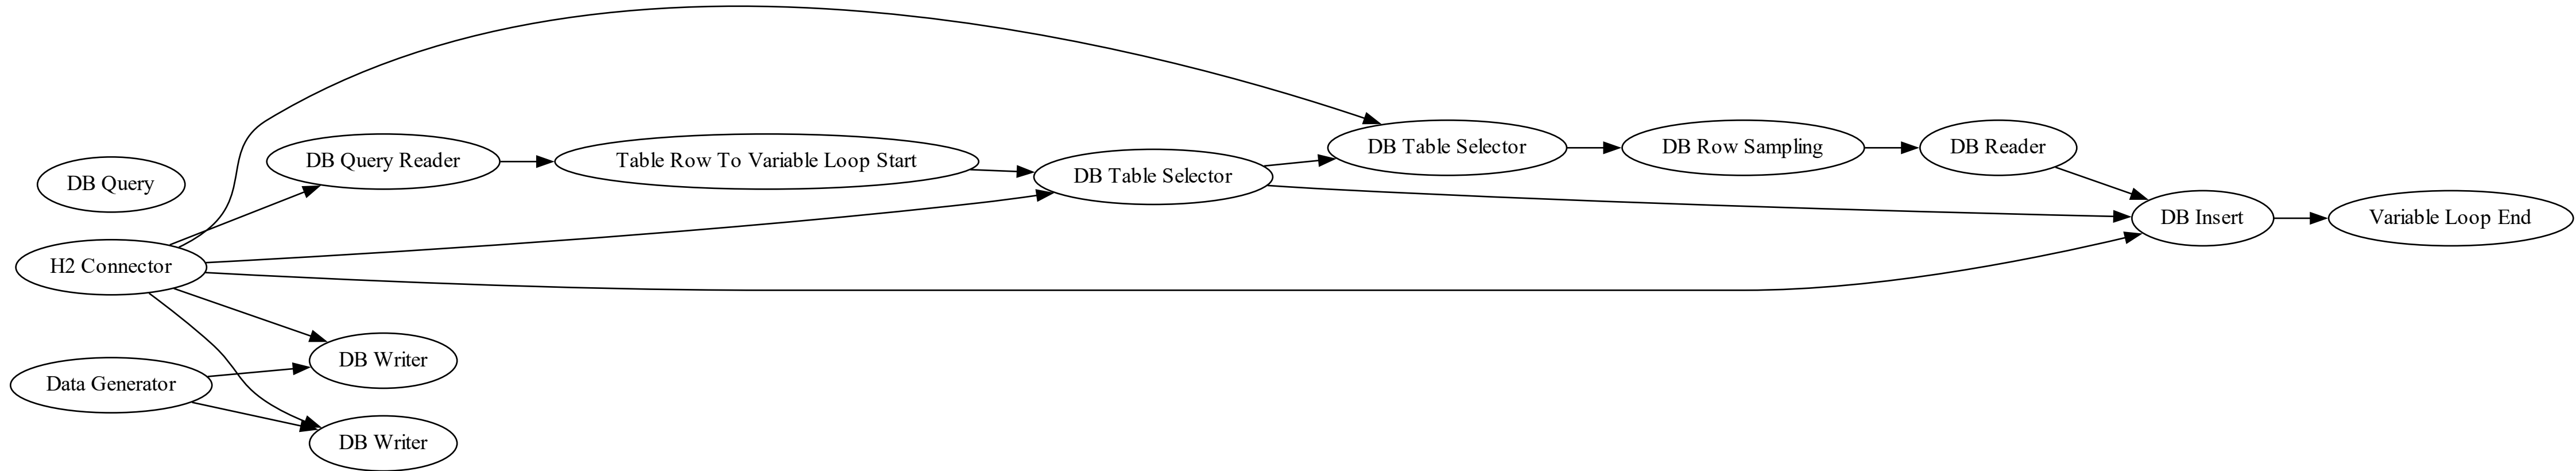 DB Query
H2 Connector
Data Generator
DB Query Reader
DB Writer
DB Writer
Table Row To Variable Loop Start
DB Table Selector
DB Table Selector
DB Row Sampling
DB Reader
DB Insert
Variable Loop End